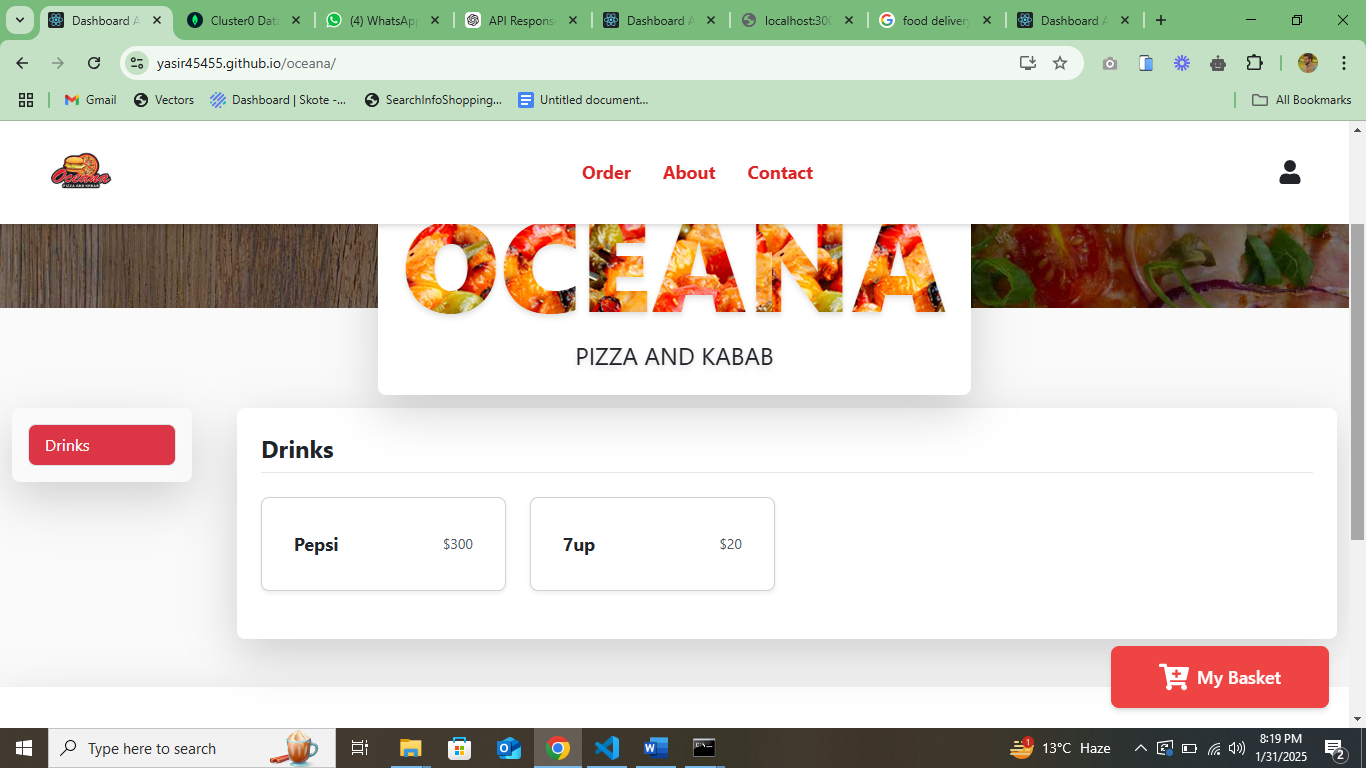 Dashboard A
Cluster0 Data
(4) WhatsApp
API Respons
Dashboard A
localhost:300
food delivery
Dashboard A
yasir45455.github.io/oceana/
Gmail
Vectors
Dashboard | Skote -...
SearchInfoShopping...
Untitled document...
All Bookmarks
Oceana
PIZZA AND KABAB
Order
About
Contact
OCEANA
PIZZA AND KABAB
Drinks
Drinks
Pepsi
$300
7up
$20
My Basket
Type here to search
1
13°C Haze
8:19 PM
1/31/2025
2